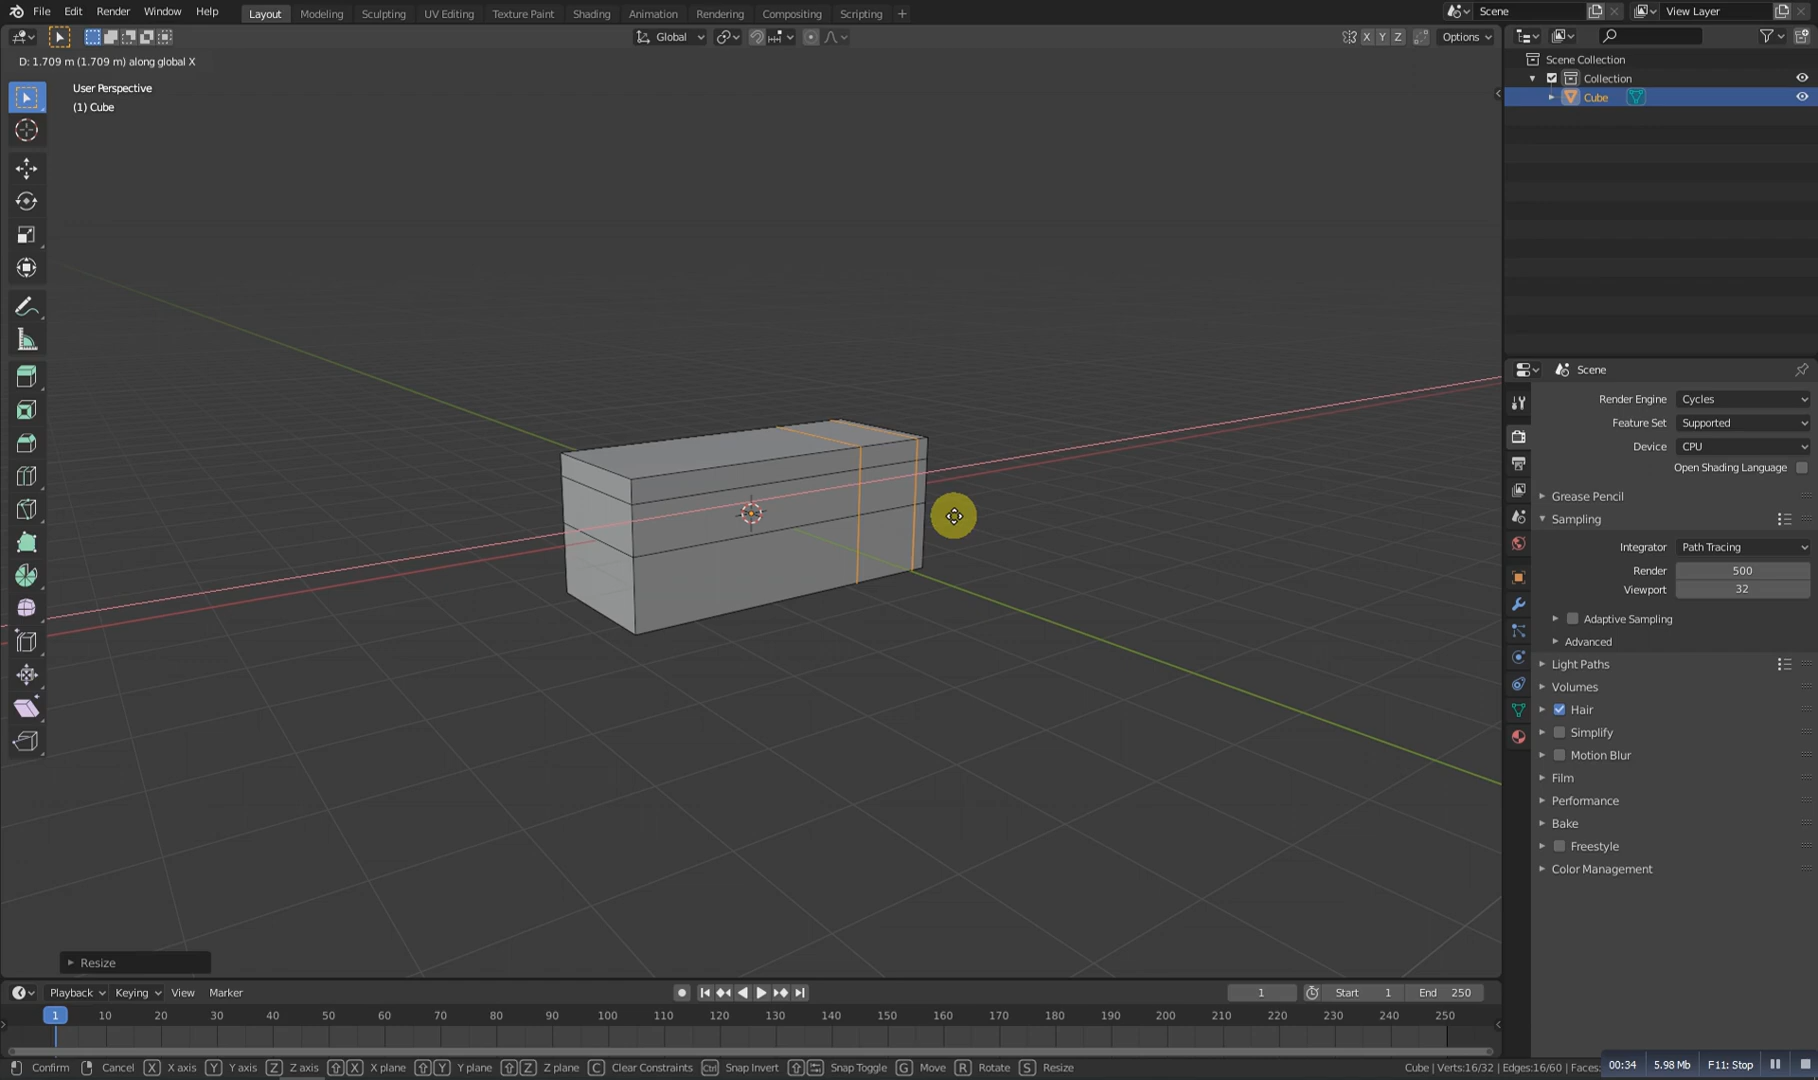 File Edit Render Window Help Layout Modeling Sculpting UV Editing Texture Paint Shading Animation Rendering Compositing Scripting + Scene View Layer
Global X Y Z Options
D: 1.709 m (1.709 m) along global X
User Perspective
(1) Cube
Scene Collection
Collection
Cube
Scene
Render Engine Cycles
Feature Set Supported
Device CPU
Open Shading Language
Grease Pencil
Sampling
Integrator Path Tracing
Render 500
Viewport 32
Adaptive Sampling
Advanced
Light Paths
Volumes
Hair
Simplify
Motion Blur
Film
Performance
Bake
Freestyle
Color Management
Resize
Playback Keying View Marker 1 Start 1 End 250
1 10 20 30 40 50 60 70 80 90 100 110 120 130 140 150 160 170 180 190 200 210 220 230 240 250
Confirm Cancel X X axis Y Y axis Z Z axis X X plane Y Y plane Z Z plane C Clear Constraints Ctrl Snap Invert Snap Toggle G Move R Rotate S Resize Cube | Verts:16/32 | Edges:16/60 | Faces: 00:34 5.98 Mb F11: Stop